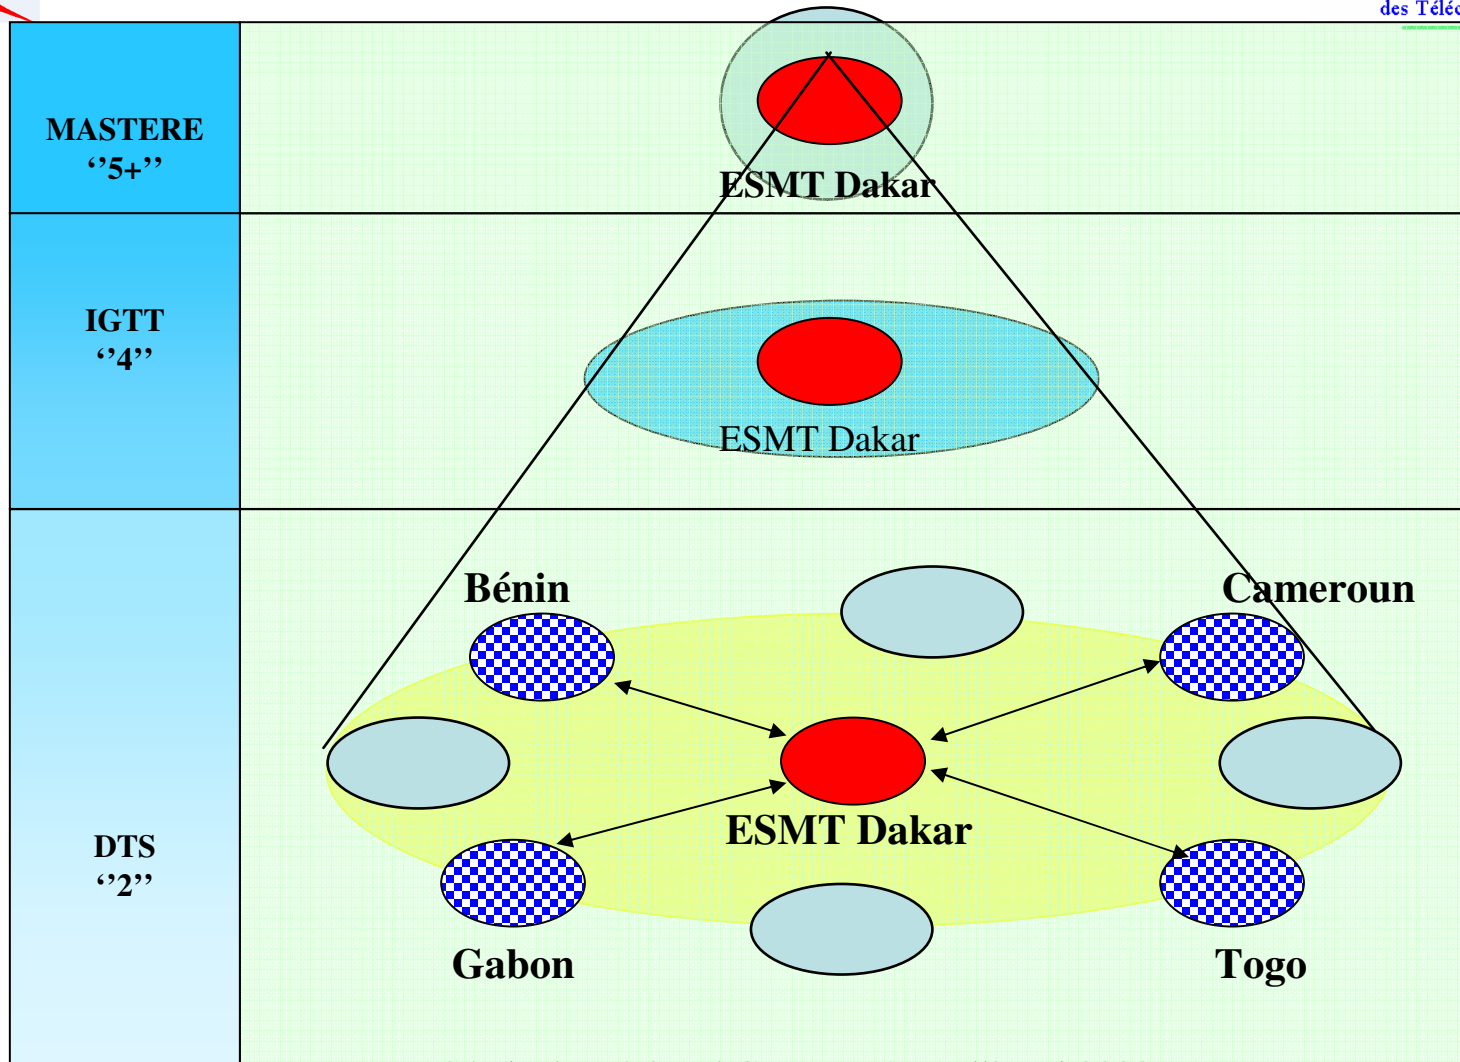 des Téléc
MASTERE
‘’5+’’
ESMT Dakar
IGTT
‘’4’’
ESMT Dakar
Bénin
Cameroun
ESMT Dakar
DTS
‘’2’’
Gabon
Togo